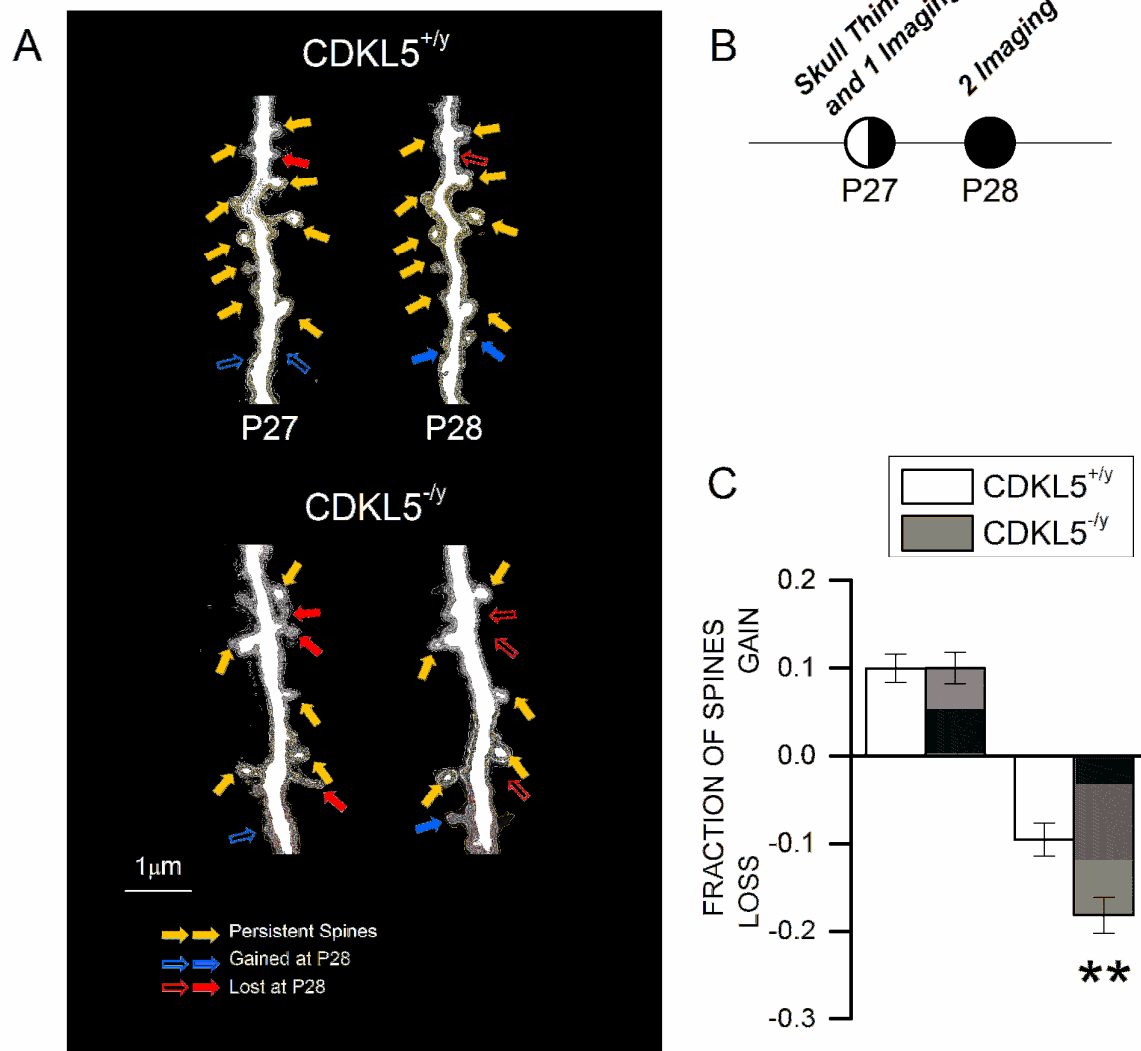 A
CDKL5+/y
P27
P28
CDKL5-/y
1μm
Persistent Spines
Gained at P28
Lost at P28
B
Skull
and 1 Imaging
2 Imaging
P27
P28
C
CDKL5+/y
CDKL5-/y
FRACTION OF SPINES
LOSS
GAIN
0.2
0.1
0.0
-0.1
-0.2
-0.3
**